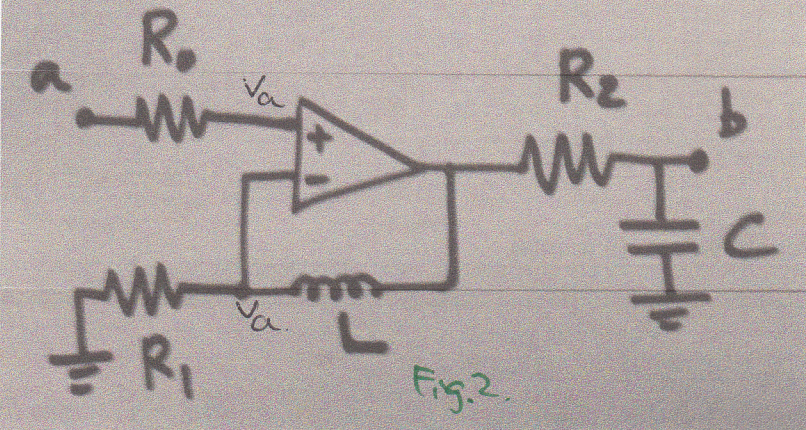 R₀
a
Va
+
-
R₂
b
C
Va.
L
R₁
Fig.2.